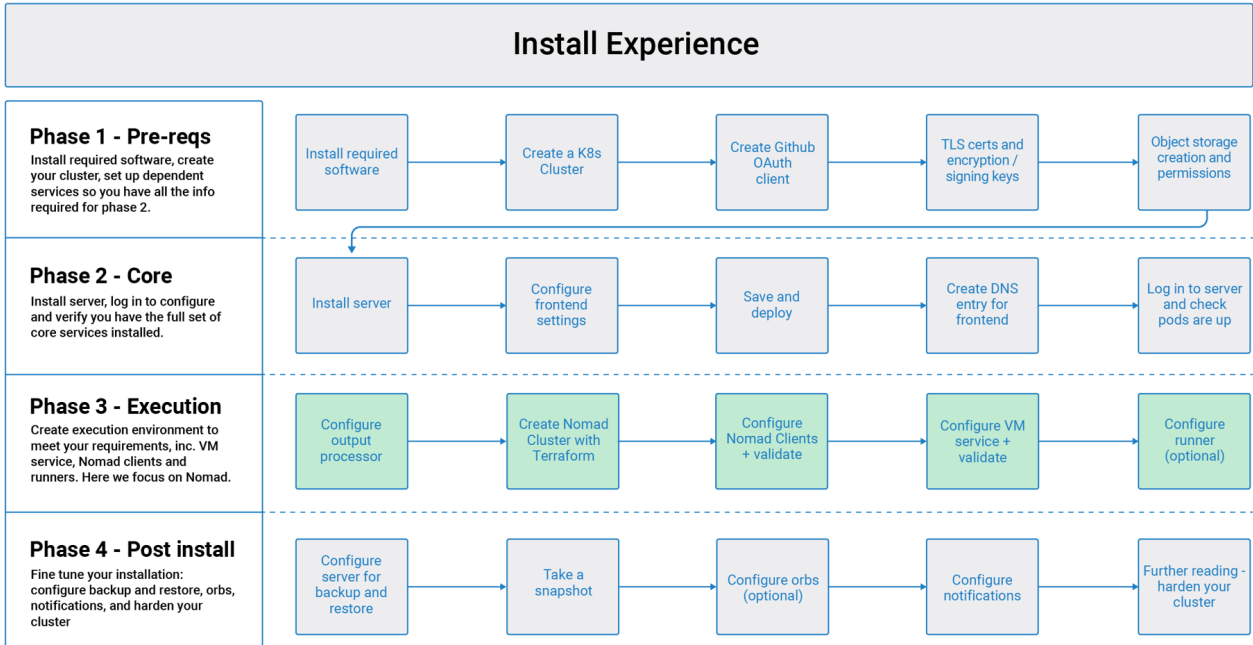 Install Experience
Phase 1 - Pre-reqs
Install required software, create
your cluster, set up dependent
services so you have all the info
required for phase 2.
Install required
software
Create a K8s
Cluster
Create Github
OAuth
client
TLS certs and
encryption /
signing keys
Object storage
creation and
permissions
Phase 2 - Core
Install server, log in to configure
and verify you have the full set of
core services installed.
Install server
Configure
frontend
settings
Save and
deploy
Create DNS
entry for
frontend
Log in to server
and check
pods are up
Phase 3 - Execution
Create execution environment to
meet your requirements, inc. VM
service, Nomad clients and
runners. Here we focus on Nomad.
Configure
output
processor
Create Nomad
Cluster with
Terraform
Configure
Nomad Clients
+ validate
Configure VM
service +
validate
Configure
runner
(optional)
Phase 4 - Post install
Fine tune your installation:
configure backup and restore, orbs,
notifications, and harden your
cluster
Configure
server for
backup and
restore
Take a
snapshot
Configure orbs
(optional)
Configure
notifications
Further reading -
harden your
cluster